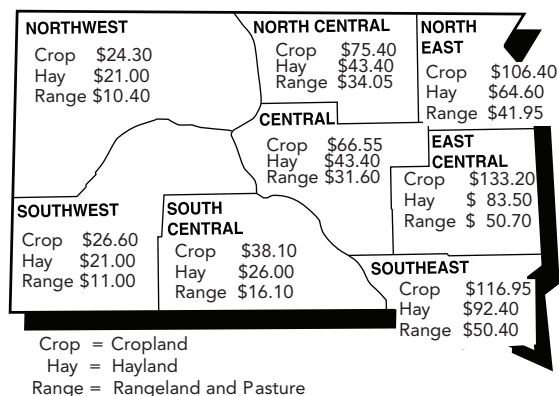 NORTHWEST
Crop $24.30
Hay $21.00
Range $10.40
NORTH CENTRAL
Crop $75.40
Hay $43.40
Range $34.05
NORTH
EAST
Crop $106.40
Hay $64.60
Range $41.95
CENTRAL
Crop $66.55
Hay $43.40
Range $31.60
EAST
CENTRAL
Crop $133.20
Hay $ 83.50
Range $ 50.70
SOUTHWEST
Crop $26.60
Hay $21.00
Range $11.00
SOUTH
CENTRAL
Crop $38.10
Hay $26.00
Range $16.10
SOUTHEAST
Crop $116.95
Hay $92.40
Range $50.40
Crop = Cropland
Hay = Hayland
Range = Rangeland and Pasture